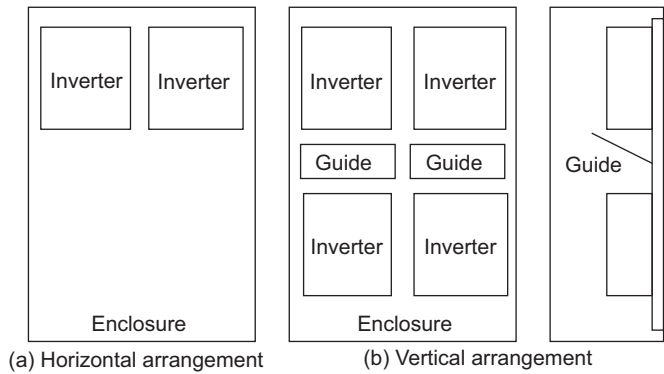 Inverter Inverter
Enclosure
(a) Horizontal arrangement
Inverter Inverter
Guide Guide
Inverter Inverter
Enclosure
Guide
(b) Vertical arrangement